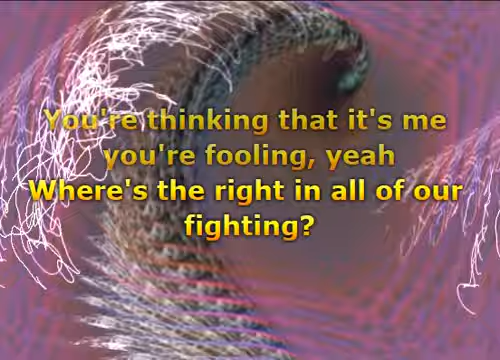 You're thinking that it's me
you're fooling, yeah
Where's the right in all of our
fighting?